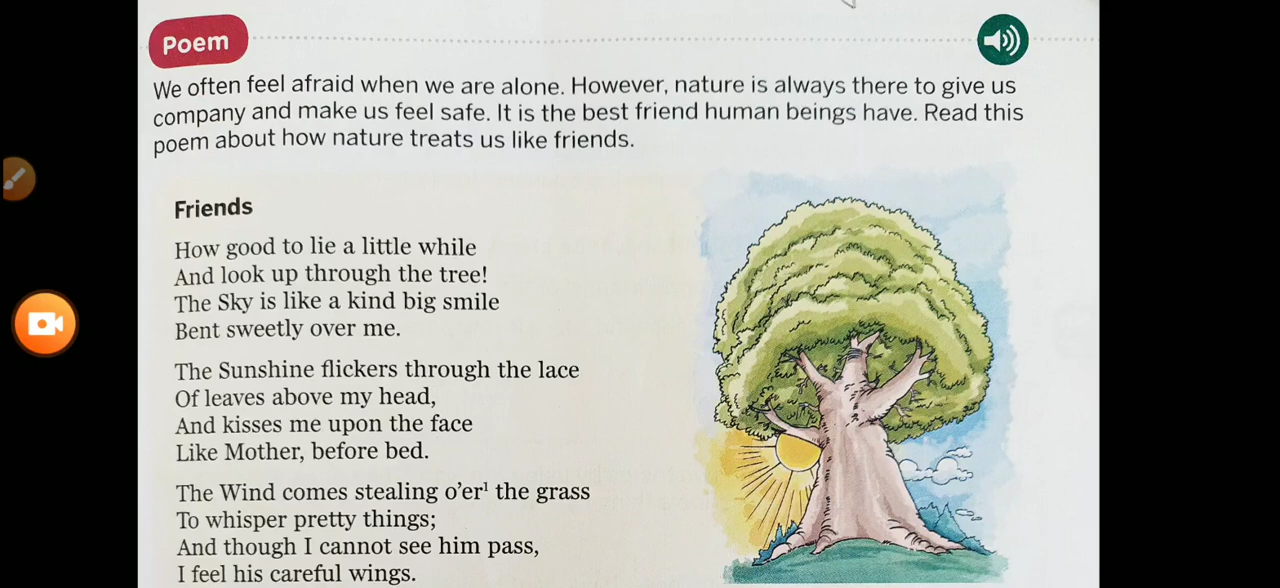 Poem
We often feel afraid when we are alone. However, nature is always there to give us
company and make us feel safe. It is the best friend human beings have. Read this
poem about how nature treats us like friends.
Friends
How good to lie a little while
And look up through the tree!
The Sky is like a kind big smile
Bent sweetly over me.
The Sunshine flickers through the lace
Of leaves above my head,
And kisses me upon the face
Like Mother, before bed.
The Wind comes stealing o'er¹ the grass
To whisper pretty things;
And though I cannot see him pass,
I feel his careful wings.